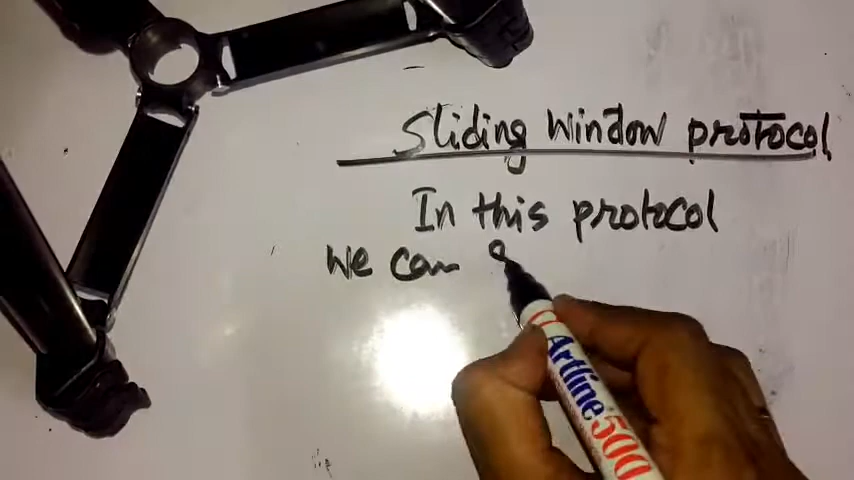 Sliding Window protocol
In this protocol
We can
Artline 500